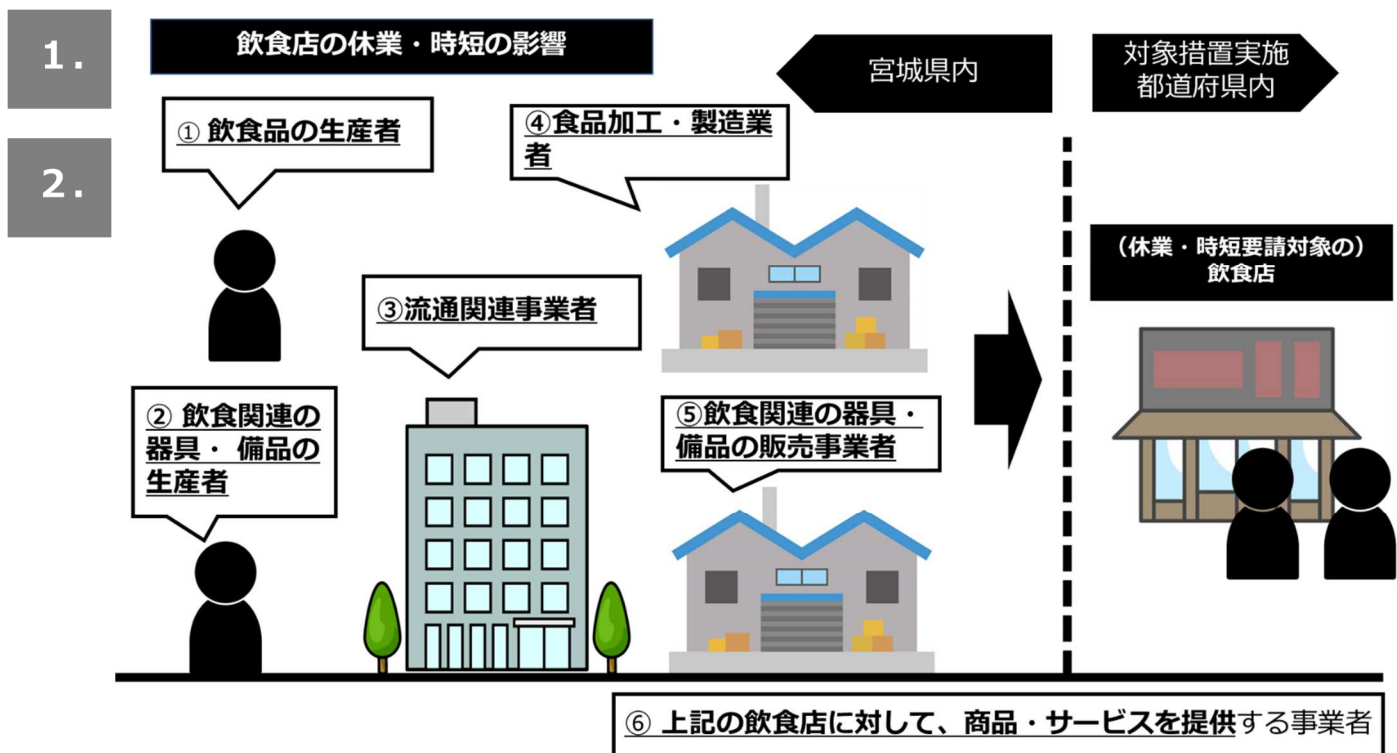 1.
飲食店の休業・時短の影響
宮城県内
対象措置実施
都道府県内
2.
① 飲食品の生産者
④食品加工・製造業
者
(休業・時短要請対象の)
飲食店
③流通関連事業者
② 飲食関連の
器具・ 備品の
生産者
⑤飲食関連の器具・
備品の販売事業者
⑥ 上記の飲食店に対して、商品・サービスを提供する事業者